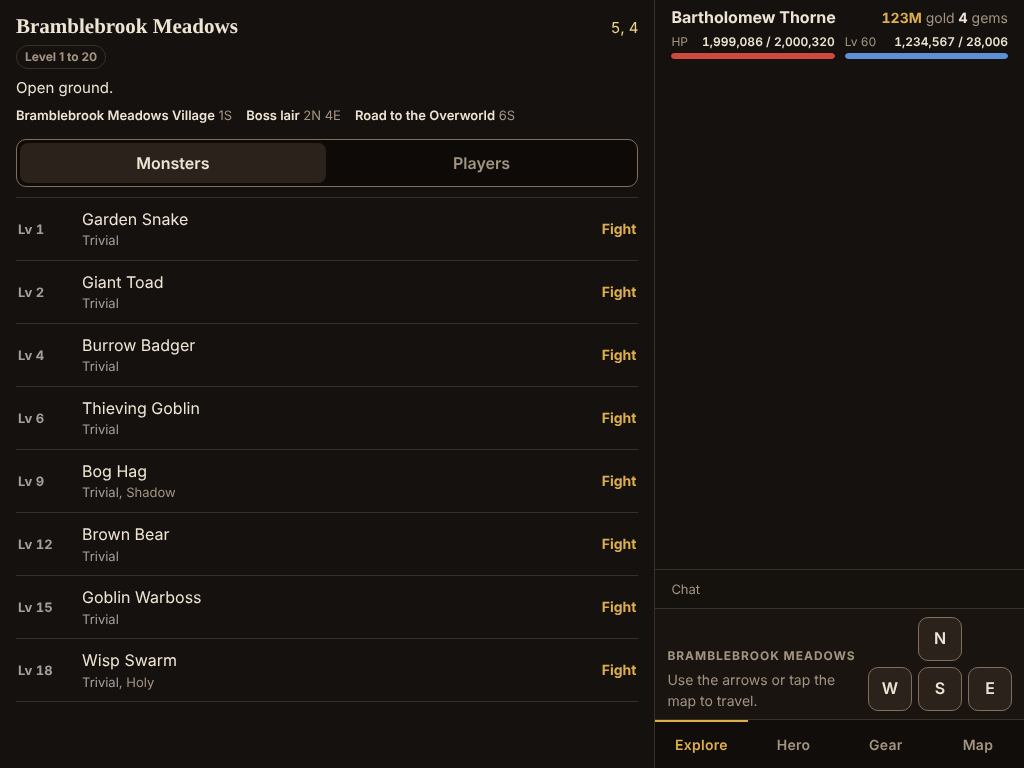 Bramblebrook Meadows
5, 4
Level 1 to 20
Open ground.
Bramblebrook Meadows Village 1S Boss lair 2N 4E Road to the Overworld 6S
Monsters Players
Lv 1 Garden Snake Fight
Trivial
Lv 2 Giant Toad Fight
Trivial
Lv 4 Burrow Badger Fight
Trivial
Lv 6 Thieving Goblin Fight
Trivial
Lv 9 Bog Hag Fight
Trivial, Shadow
Lv 12 Brown Bear Fight
Trivial
Lv 15 Goblin Warboss Fight
Trivial
Lv 18 Wisp Swarm Fight
Trivial, Holy
Bartholomew Thorne 123M gold 4 gems
HP 1,999,086 / 2,000,320 Lv 60 1,234,567 / 28,006
Chat
BRAMBLEBROOK MEADOWS
Use the arrows or tap the
map to travel.
N
W S E
Explore Hero Gear Map